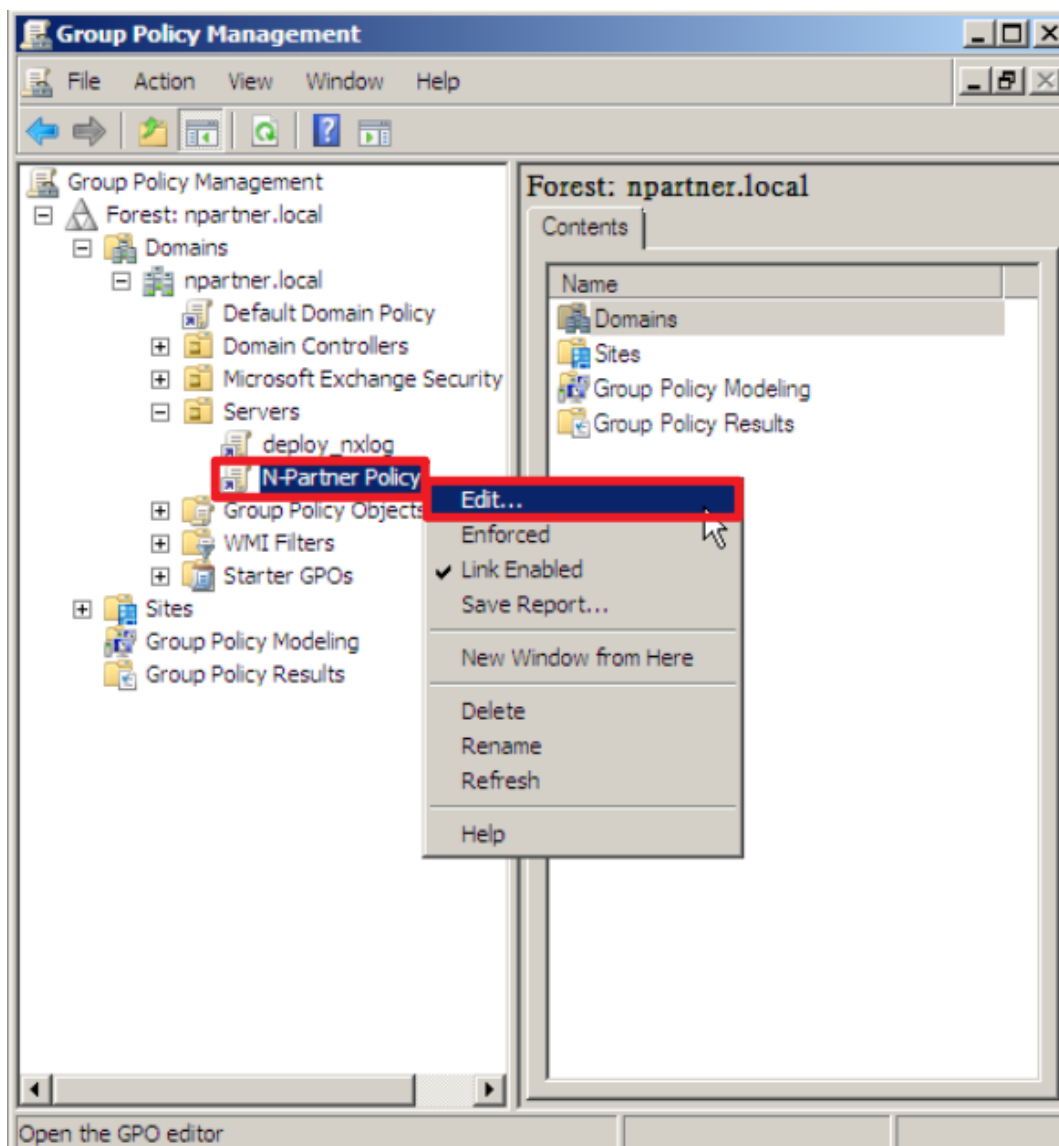 Group Policy Management
File Action View Window Help
Group Policy Management
Forest: npartner.local
Domains
npartner.local
Default Domain Policy
Domain Controllers
Microsoft Exchange Security
Servers
deploy_nxlog
N-Partner Policy
Group Policy Objects
WMI Filters
Starter GPOs
Sites
Group Policy Modeling
Group Policy Results
Forest: npartner.local
Contents
Name
Domains
Sites
Group Policy Modeling
Group Policy Results
Edit...
Enforced
Link Enabled
Save Report...
New Window from Here
Delete
Rename
Refresh
Help
Open the GPO editor